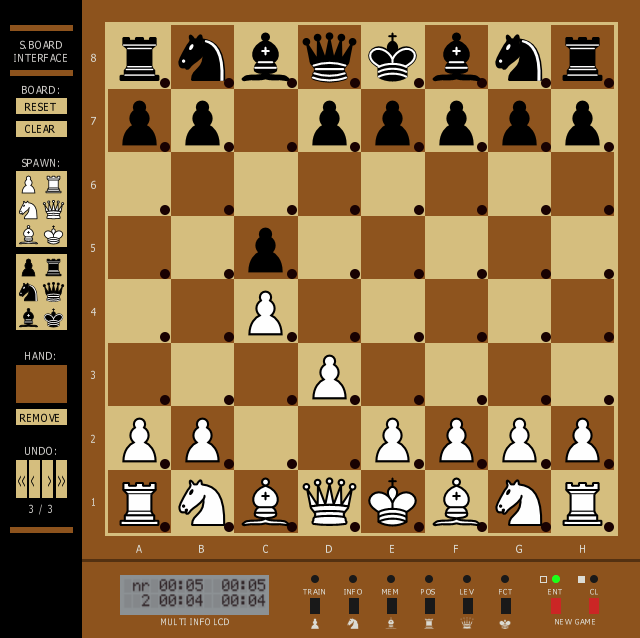 S.BOARD
INTERFACE
BOARD:
RESET
CLEAR
SPAWN:
HAND:
REMOVE
UNDO:
《 〈 〉 》
3 / 3
8
7
6
5
4
3
2
1
A B C D E F G H
nr 00:05 00:05
2 00:04 00:04
MULTI INFO LCD
TRAIN INFO MEM POS LEV FCT ENT CL
NEW GAME